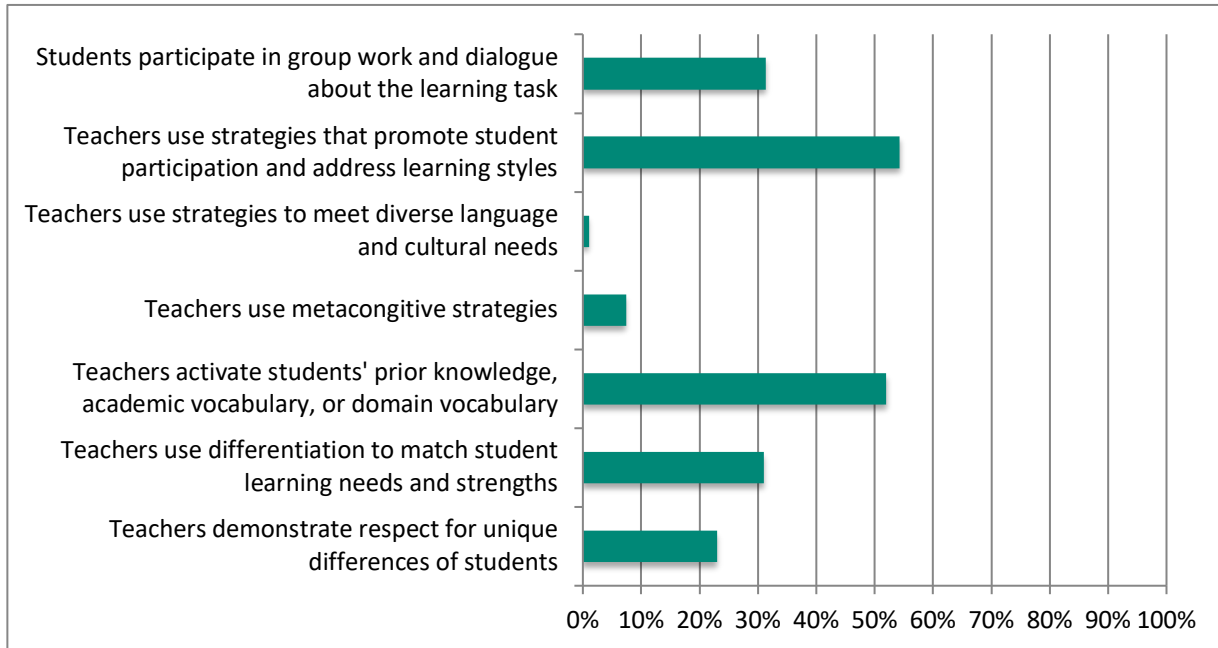 Students participate in group work and dialogue
about the learning task
Teachers use strategies that promote student
participation and address learning styles
Teachers use strategies to meet diverse language
and cultural needs
Teachers use metacongitive strategies
Teachers activate students' prior knowledge,
academic vocabulary, or domain vocabulary
Teachers use differentiation to match student
learning needs and strengths
Teachers demonstrate respect for unique
differences of students
0% 10% 20% 30% 40% 50% 60% 70% 80% 90% 100%